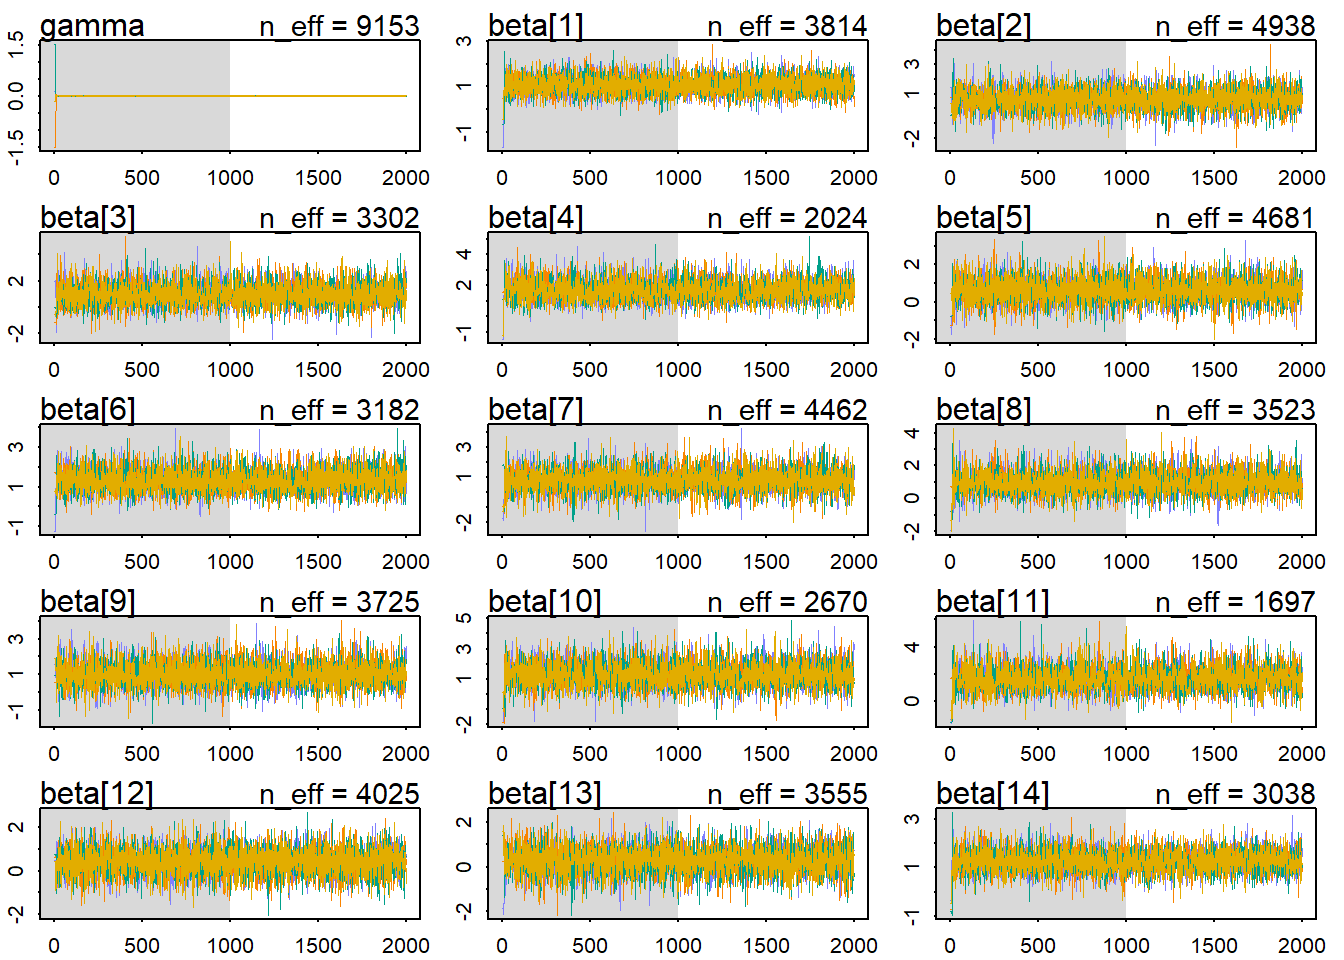 gamma n_eff = 9153 beta[1] n_eff = 3814 beta[2] n_eff = 4938
1.5 0.0 -1.5 3 1 -1 3 1 -2
0 500 1000 1500 2000 0 500 1000 1500 2000 0 500 1000 1500 2000
beta[3] n_eff = 3302 beta[4] n_eff = 2024 beta[5] n_eff = 4681
2 -2 4 2 -1 2 0 -2
0 500 1000 1500 2000 0 500 1000 1500 2000 0 500 1000 1500 2000
beta[6] n_eff = 3182 beta[7] n_eff = 4462 beta[8] n_eff = 3523
3 1 -1 3 1 -2 4 2 0 -2
0 500 1000 1500 2000 0 500 1000 1500 2000 0 500 1000 1500 2000
beta[9] n_eff = 3725 beta[10] n_eff = 2670 beta[11] n_eff = 1697
3 1 -1 5 3 1 -2 4 0
0 500 1000 1500 2000 0 500 1000 1500 2000 0 500 1000 1500 2000
beta[12] n_eff = 4025 beta[13] n_eff = 3555 beta[14] n_eff = 3038
2 0 -2 2 0 -2 3 1 -1
0 500 1000 1500 2000 0 500 1000 1500 2000 0 500 1000 1500 2000